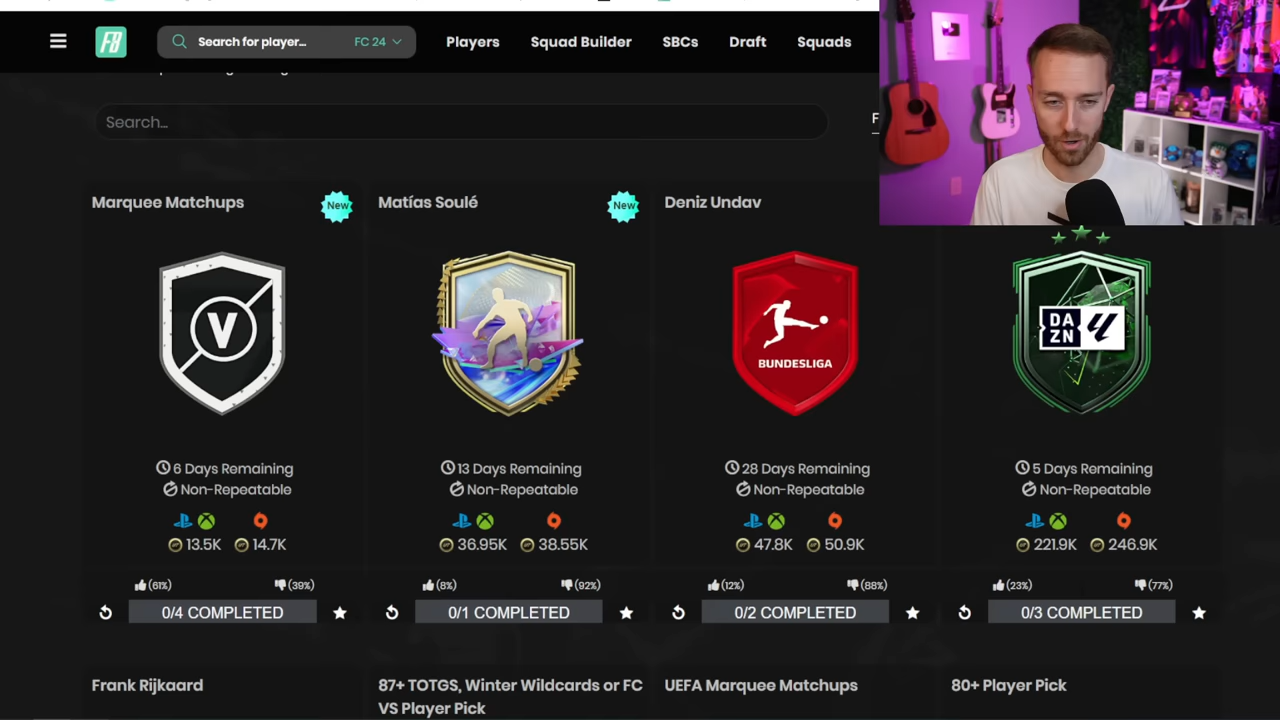 FB
Search for player...
FC 24
Players
Squad Builder
SBCs
Draft
Squads
Search...
F
Marquee Matchups
New
Matías Soulé
New
Deniz Undav
V
BUNDESLIGA
DA
ZN
6 Days Remaining
Non-Repeatable
13.5K
14.7K
(61%)
(39%)
0/4 COMPLETED
13 Days Remaining
Non-Repeatable
36.95K
38.55K
(8%)
(92%)
0/1 COMPLETED
28 Days Remaining
Non-Repeatable
47.8K
50.9K
(12%)
(88%)
0/2 COMPLETED
5 Days Remaining
Non-Repeatable
221.9K
246.9K
(23%)
(77%)
0/3 COMPLETED
Frank Rijkaard
87+ TOTGS, Winter Wildcards or FC
VS Player Pick
UEFA Marquee Matchups
80+ Player Pick